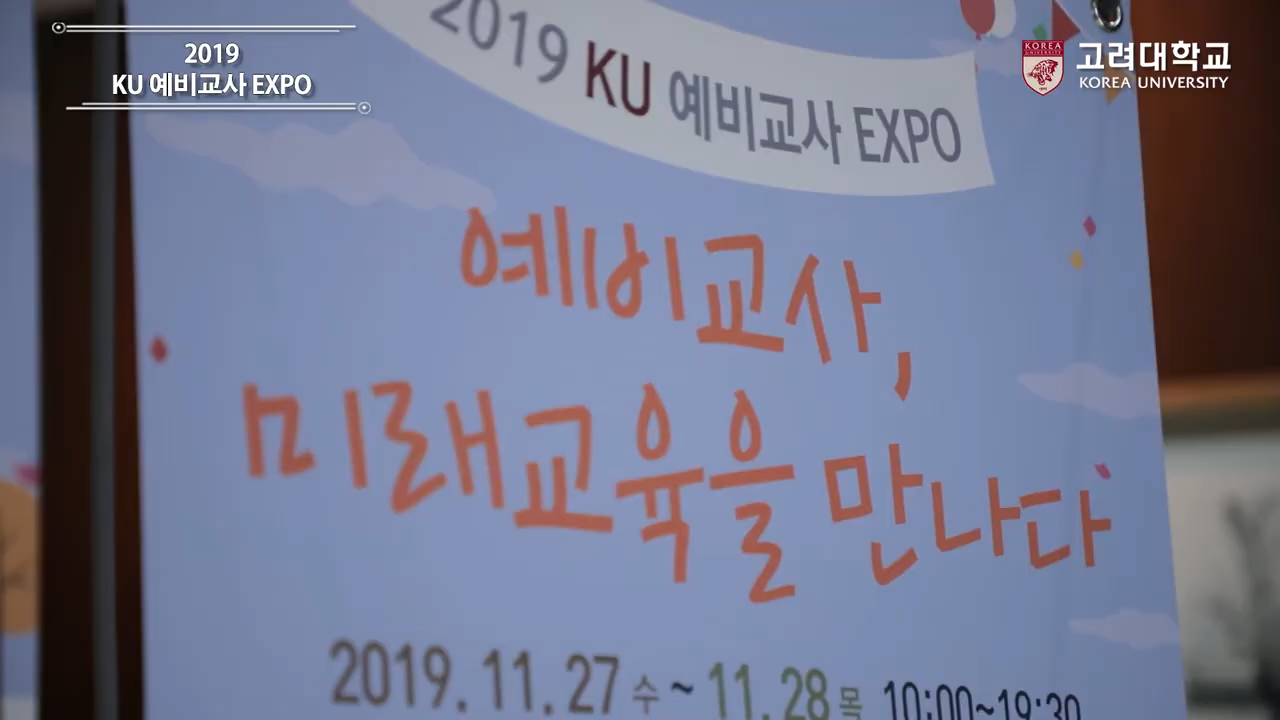 2019
KU 예비교사 EXPO
KOREA
UNIVERSITY
고려대학교
KOREA UNIVERSITY
2019 KU 예비교사 EXPO
예비교사,
미래교육을 만나다
2019. 11. 27 수 ~ 11. 28 목 10:00~19:30